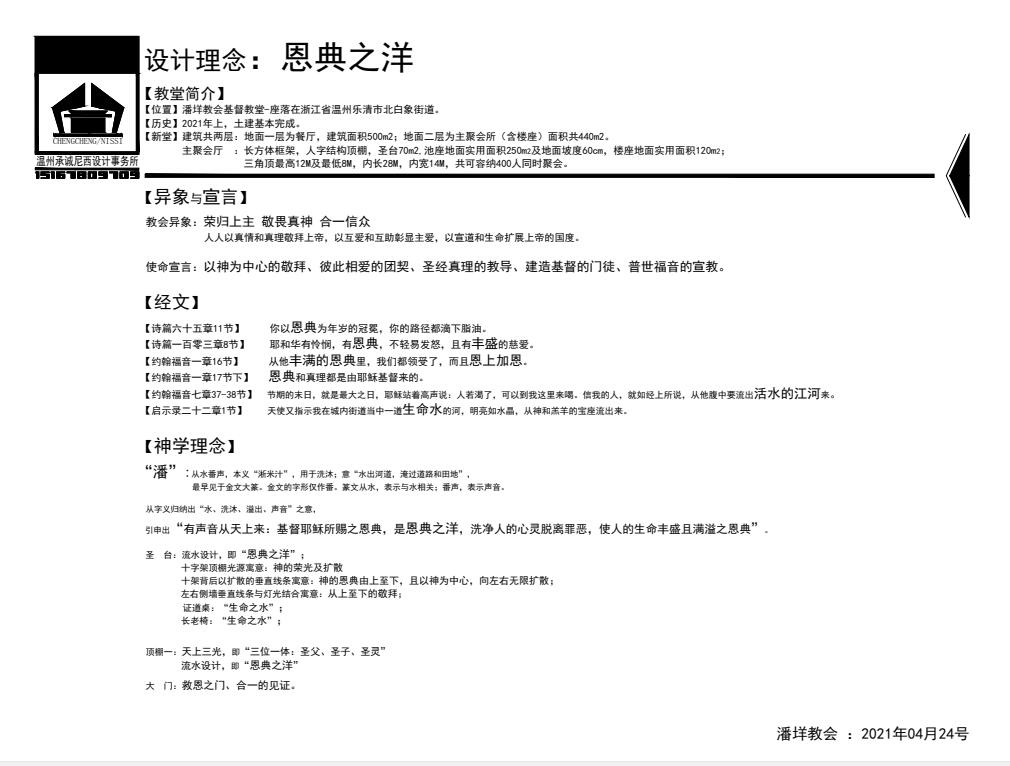 设计理念：恩典之洋
CHENGCHENG/NISSI
温州承诚尼西设计事务所
15167809709
【教堂简介】
【位置】潘垟教会基督教堂-座落在浙江省温州乐清市北白象街道。
【历史】2021年上，土建基本完成。
【新堂】建筑共两层：地面一层为餐厅，建筑面积500m2；地面二层为主聚会所（含楼座）面积共440m2。
主聚会厅 ：长方体框架，人字结构顶棚，圣台70m2，池座地面实用面积250m2及地面坡度60cm，楼座地面实用面积120m2；
三角顶最高12M及最低8M，内长28M，内宽14M，共可容纳400人同时聚会。
【异象与宣言】
教会异象：荣归上主 敬畏真神 合一信众
人人以真情和真理敬拜上帝，以互爱和互助彰显主爱，以宣道和生命扩展上帝的国度。
使命宣言：以神为中心的敬拜、彼此相爱的团契、圣经真理的教导、建造基督的门徒、普世福音的宣教。
【经文】
【诗篇六十五章11节】 你以恩典为年岁的冠冕，你的路径都滴下脂油。
【诗篇一百零三章8节】 耶和华有怜悯，有恩典，不轻易发怒，且有丰盛的慈爱。
【约翰福音一章16节】 从他丰满的恩典里，我们都领受了，而且恩上加恩。
【约翰福音一章17节下】 恩典和真理都是由耶稣基督来的。
【约翰福音七章37-38节】 节期的末日，就是最大之日，耶稣站着高声说：人若渴了，可以到我这里来喝。信我的人，就如经上所说，从他腹中要流出活水的江河来。
【启示录二十二章1节】 天使又指示我在城内街道当中一道生命水的河，明亮如水晶，从神和羔羊的宝座流出来。
【神学理念】
“潘”：从水番声，本义“淅米汁”，用于洗沐；意“水出河道，淹过道路和田地”，
最早见于金文大篆。金文的字形仅作番。篆文从水，表示与水相关；番声，表示声音。
从字义归纳出“水、洗沐、溢出、声音”之意，
引申出“有声音从天上来：基督耶稣所赐之恩典，是恩典之洋，洗净人的心灵脱离罪恶，使人的生命丰盛且满溢之恩典”。
圣 台：流水设计，即“恩典之洋”；
十字架顶棚光源寓意：神的荣光及扩散
十架背后以扩散的垂直线条寓意：神的恩典由上至下，且以神为中心，向左右无限扩散；
左右侧墙垂直线条与灯光结合寓意：从上至下的敬拜；
证道桌：“生命之水”；
长老椅：“生命之水”；
顶棚一：天上三光，即“三位一体：圣父、圣子、圣灵”
流水设计，即“恩典之洋”
大 门：救恩之门、合一的见证。
潘垟教会 ：2021年04月24号